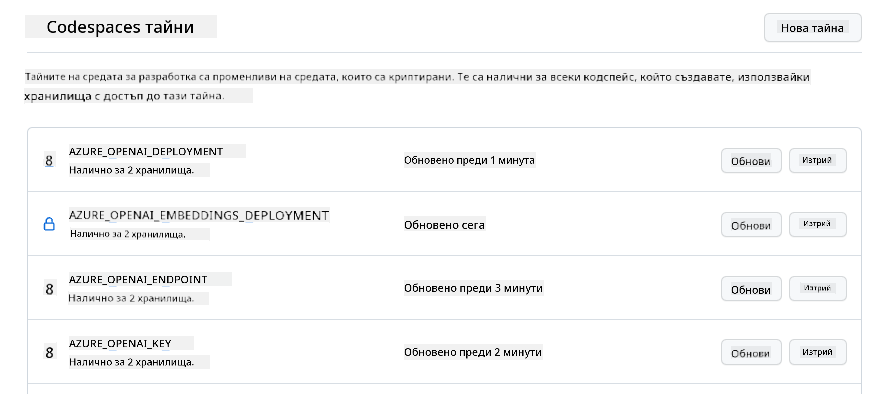 Codespaces тайни
Нова тайна
Тайните на средата за разработка са променливи на средата, които са криптирани. Те са налични за всеки кодспейс, който създавате, използвайки
хранилища с достъп до тази тайна.
8 AZURE_OPENAI_DEPLOYMENT
Налично за 2 хранилища.
Обновено преди 1 минута
Обнови
Изтрий
AZURE_OPENAI_EMBEDDINGS_DEPLOYMENT
Налично за 2 хранилища.
Обновено сега
Обнови
Изтрий
8 AZURE_OPENAI_ENDPOINT
Налично за 2 хранилища.
Обновено преди 3 минути
Обнови
Изтрий
8 AZURE_OPENAI_KEY
Налично за 2 хранилища.
Обновено преди 2 минути
Обнови
Изтрий